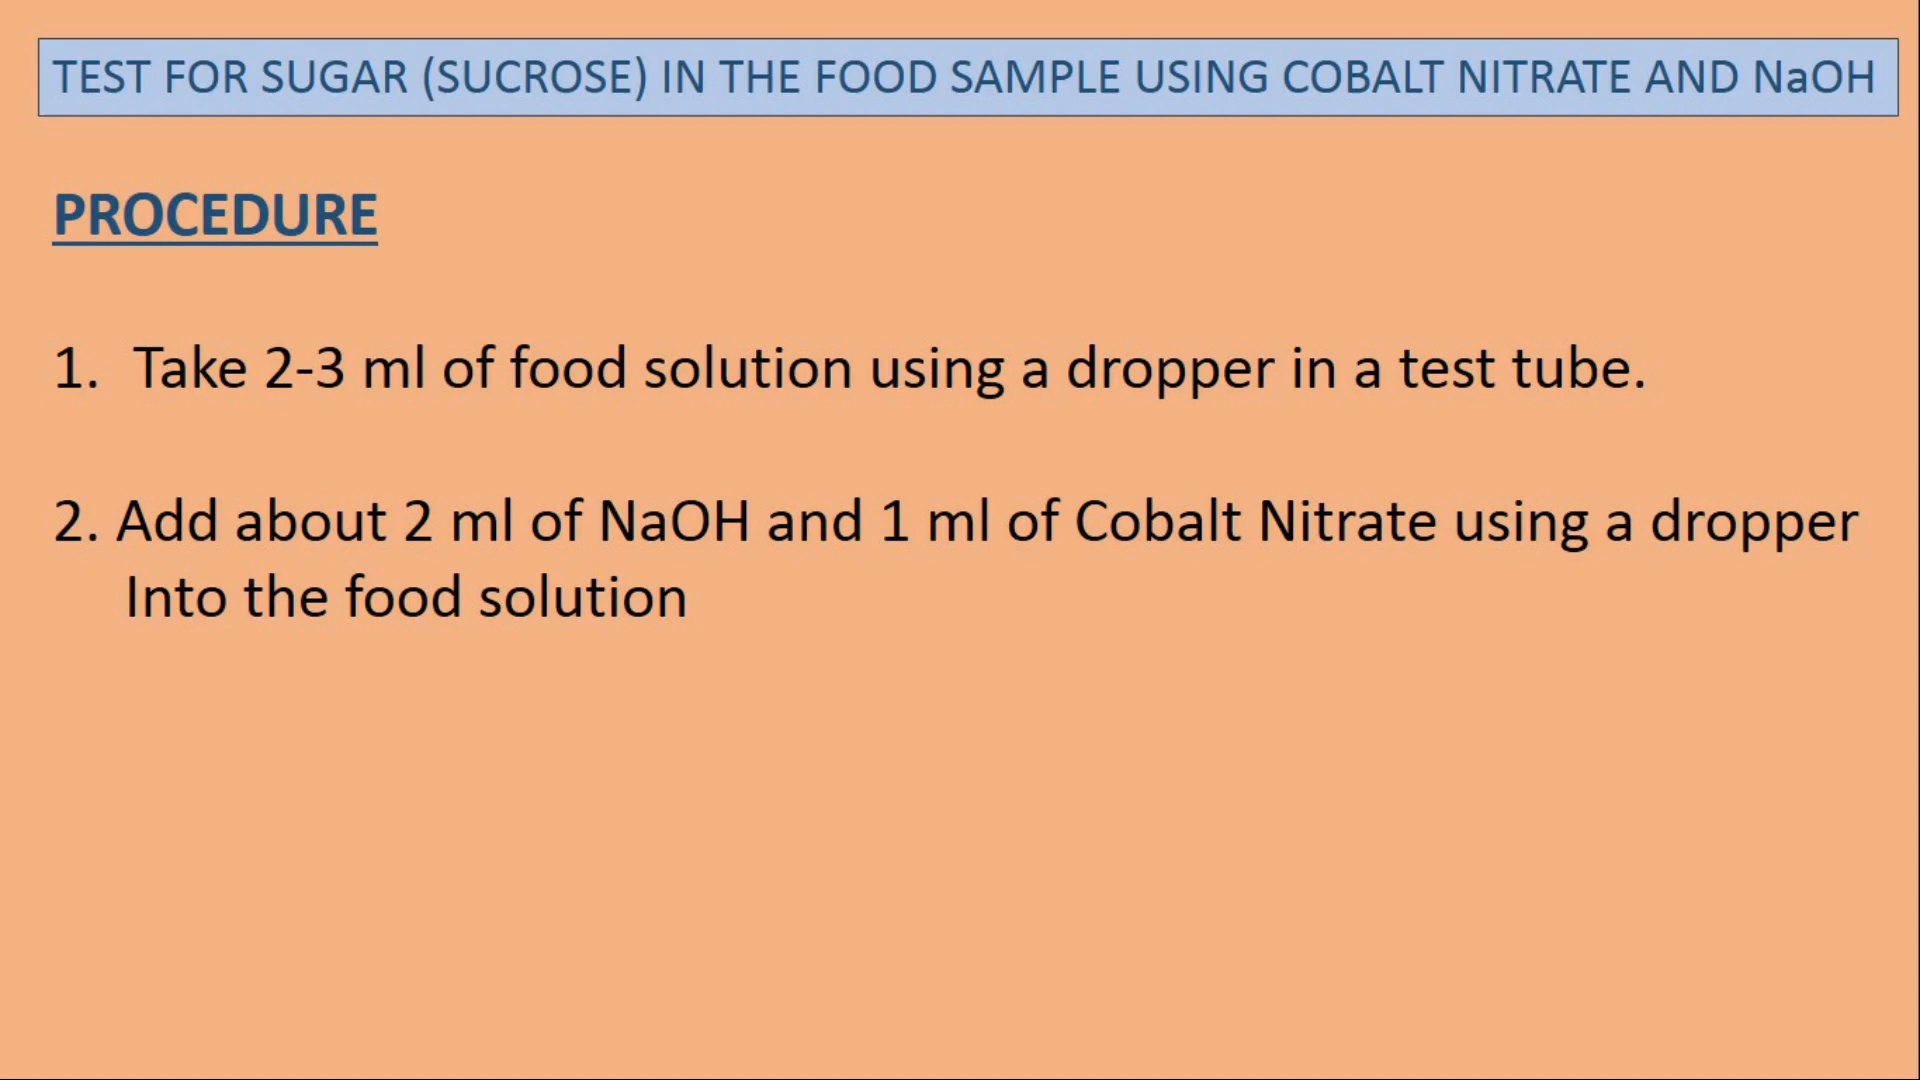 TEST FOR SUGAR (SUCROSE) IN THE FOOD SAMPLE USING COBALT NITRATE AND NaOH
PROCEDURE
1. Take 2-3 ml of food solution using a dropper in a test tube.
2. Add about 2 ml of NaOH and 1 ml of Cobalt Nitrate using a dropper
Into the food solution